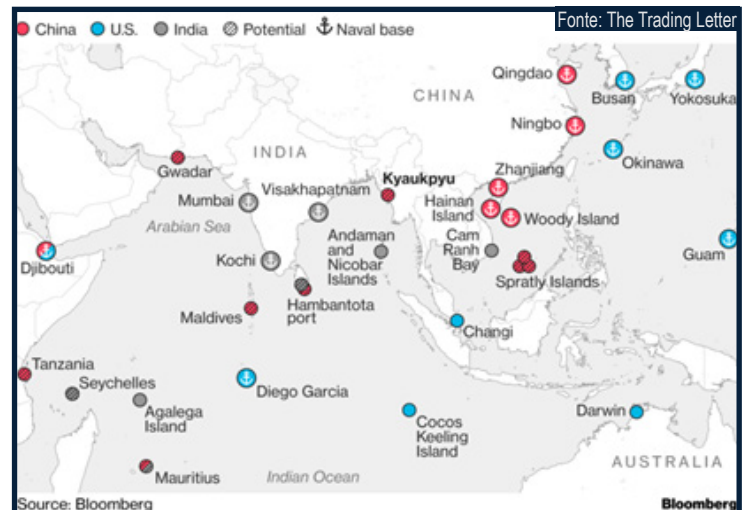 Fonte: The Trading Letter
China U.S. India Potential Naval base
Qingdao
CHINA
Busan
Yokosuka
Ningbo
INDIA
Okinawa
Gwadar
Zhanjiang
Kyaukpyu
Mumbai
Visakhapatnam
Hainan
Island
Woody Island
Arabian Sea
Andaman
and
Nicobar
Islands
Cam
Ranh
Bay
Guam
Djibouti
Kochi
Spratly Islands
Hambantota
port
Maldives
Changi
Tanzania
Seychelles
Diego Garcia
Agalega
Island
Cocos
Keeling
Island
Darwin
AUSTRALIA
Mauritius
Indian Ocean
Source: Bloomberg
Bloomberg